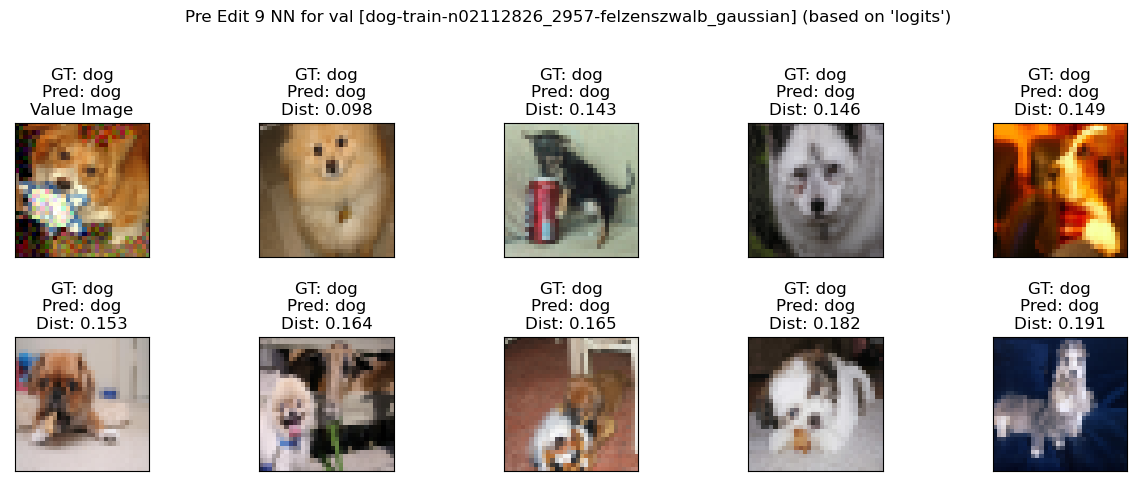 Pre Edit 9 NN for val [dog-train-n02112826_2957-felzenszwalb_gaussian] (based on 'logits')
GT: dog
Pred: dog
Value Image
GT: dog
Pred: dog
Dist: 0.098
GT: dog
Pred: dog
Dist: 0.143
GT: dog
Pred: dog
Dist: 0.146
GT: dog
Pred: dog
Dist: 0.149
GT: dog
Pred: dog
Dist: 0.153
GT: dog
Pred: dog
Dist: 0.164
GT: dog
Pred: dog
Dist: 0.165
GT: dog
Pred: dog
Dist: 0.182
GT: dog
Pred: dog
Dist: 0.191